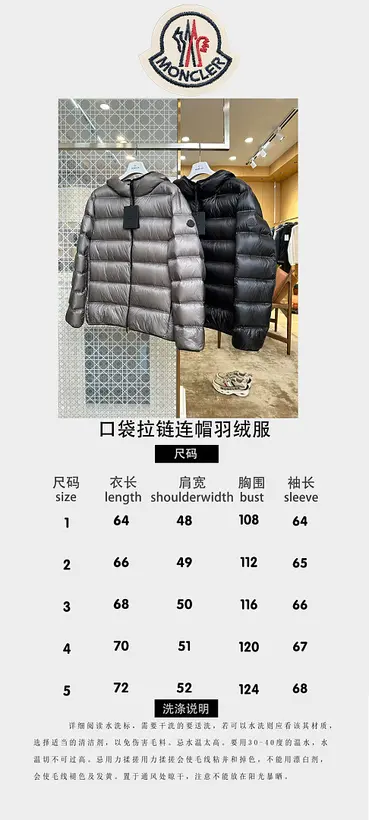 MONCLER
口袋拉链连帽羽绒服
尺码
尺码 衣长 肩宽 胸围 袖长
size length shoulderwidth bust sleeve
1 64 48 108 64
2 66 49 112 65
3 68 50 116 66
4 70 51 120 67
5 72 52 124 68
洗涤说明
详细阅读水洗标,需要干洗的要送洗,若可以水洗则应看该其材质,
选择适当的清洁剂,以免伤害毛料。忌水温太高。要用30-40度的温水,水
温切不可过高。忌用力揉搓用力揉搓会使毛线粘并和掉色,不能用漂白剂,
会使毛线褪色及发黄。置于通风处晾干,注意不能放在阳光暴晒。